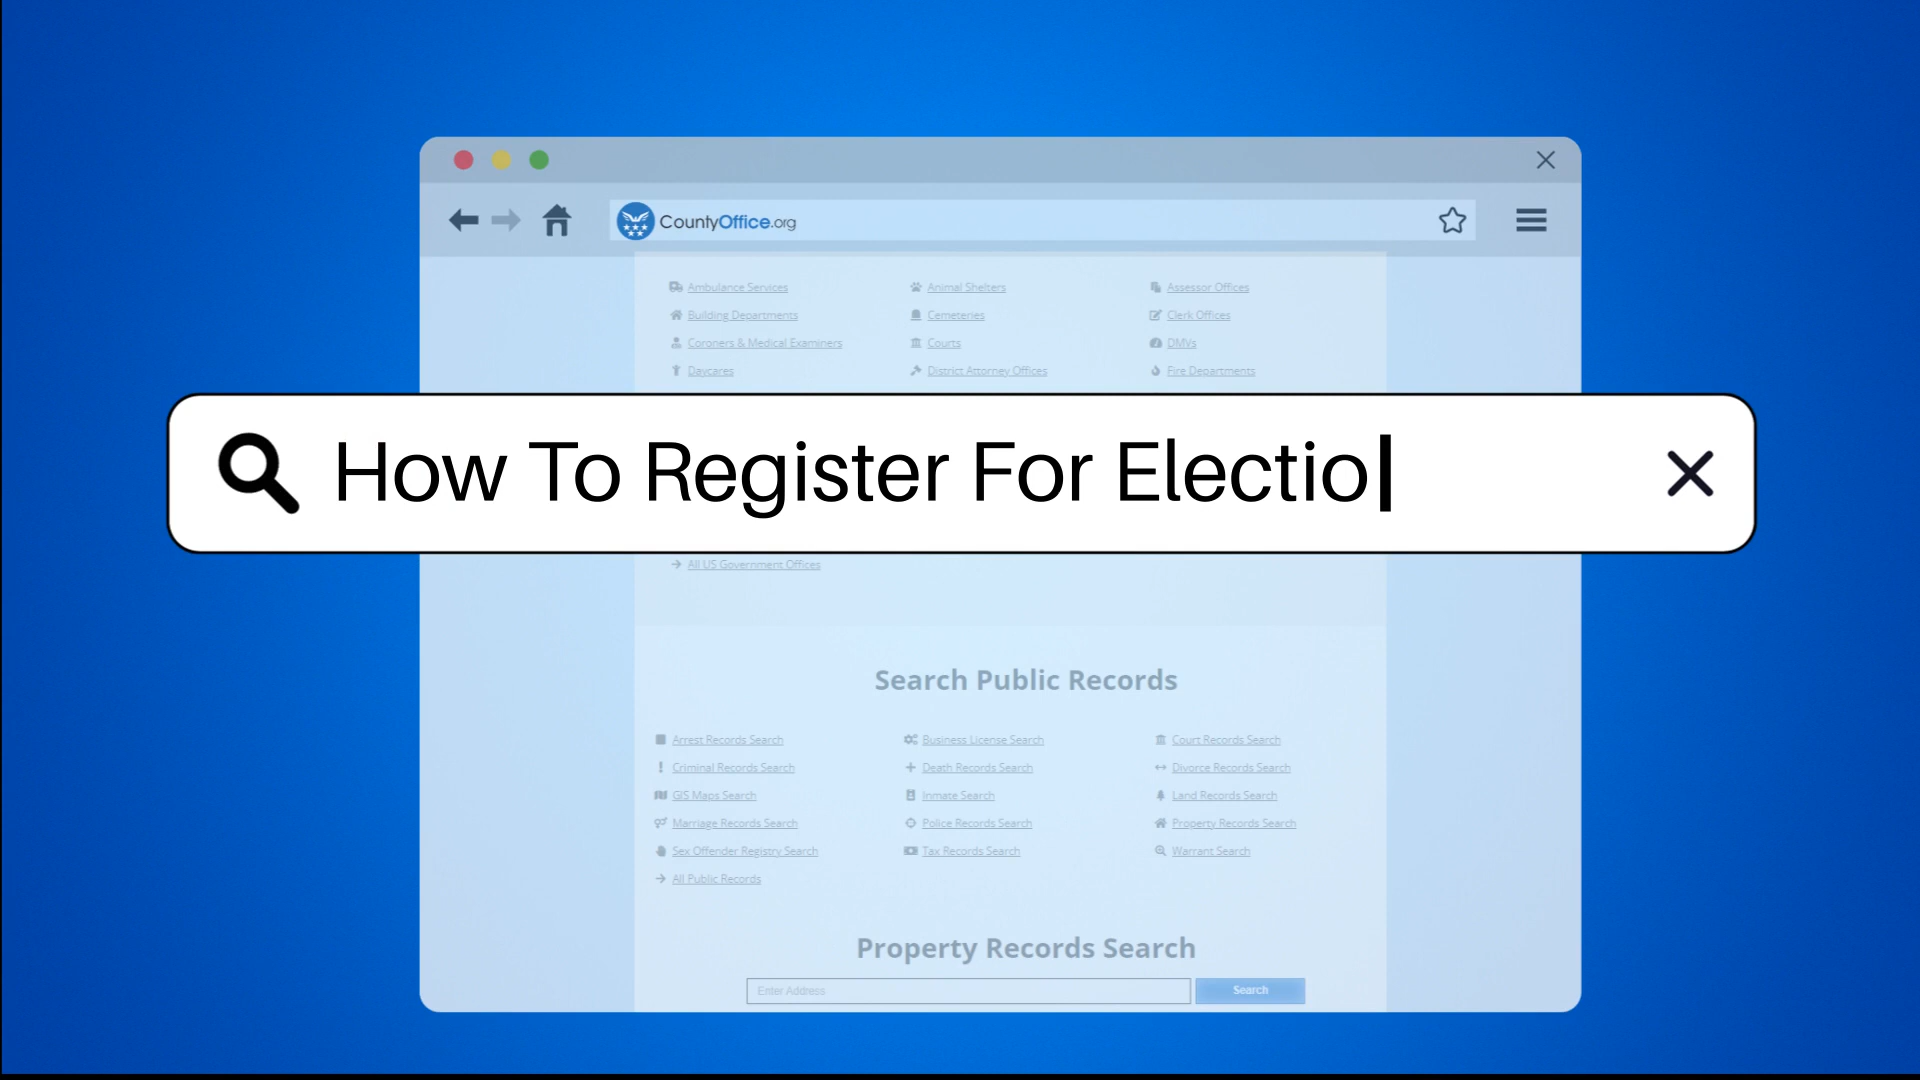 CountyOffice.org
Ambulance Services
Animal Shelters
Assessor Offices
Building Departments
Cemeteries
Clerk Offices
Coroners & Medical Examiners
Courts
DMVs
Daycares
District Attorney Offices
Fire Departments
How To Register For Electio
All US Government Offices
Search Public Records
Arrest Records Search
Business License Search
Court Records Search
Criminal Records Search
Death Records Search
Divorce Records Search
GIS Maps Search
Inmate Search
Land Records Search
Marriage Records Search
Police Records Search
Property Records Search
Sex Offender Registry Search
Tax Records Search
Warrant Search
All Public Records
Property Records Search
Enter Address
Search